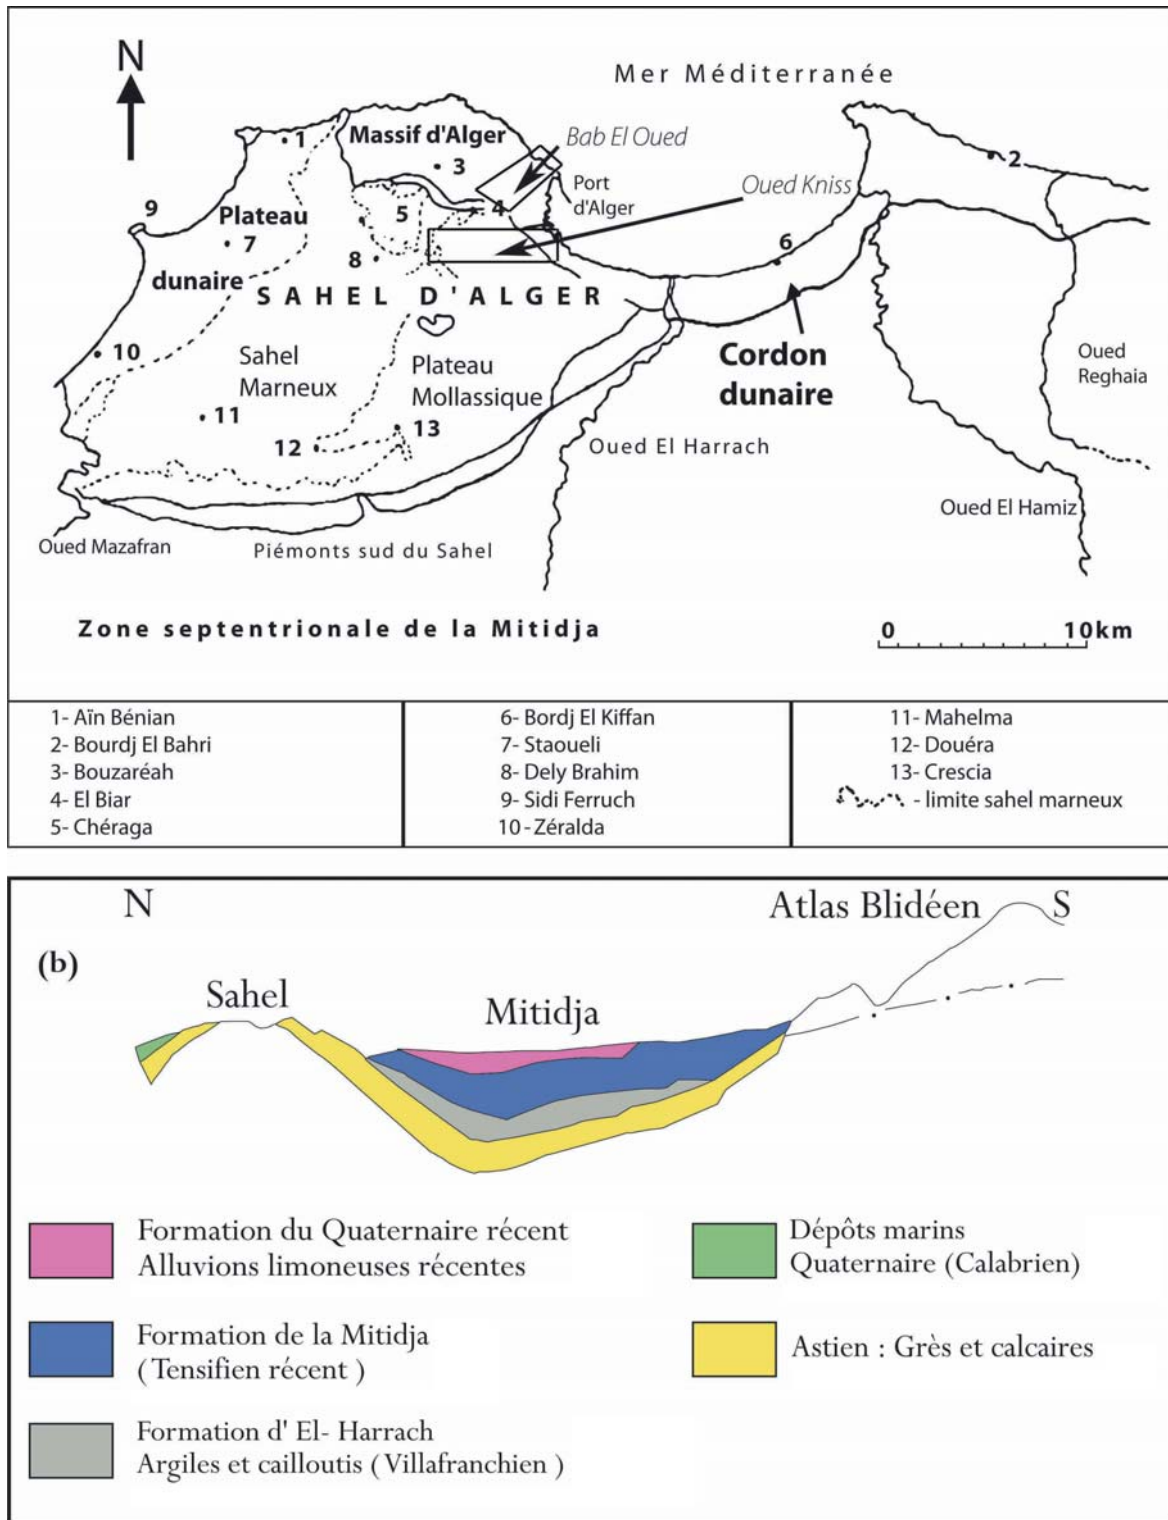 N
Mer Méditerranée
Massif d'Alger
Bab El Oued
1
3
2
Port
d'Alger
Oued Kniss
9
Plateau
5
4
7
8
6
dunaire
SAHEL D'ALGER
10
Sahel
Marneux
Plateau
Mollassique
Cordon
dunaire
Oued
Reghaia
11
12
13
Oued El Harrach
Oued El Hamiz
Oued Mazafran
Piémonts sud du Sahel
Zone septentrionale de la Mitidja
0 10km
1- Aïn Bénian
2- Bourdj El Bahri
3- Bouzaréah
4- El Biar
5- Chéraga
6- Bordj El Kiffan
7- Staoueli
8- Dely Brahim
9- Sidi Ferruch
10- Zéralda
11- Mahelma
12- Douéra
13- Crescia
- limite sahel marneux
N
Atlas Blidéen
S
(b)
Sahel
Mitidja
Formation du Quaternaire récent
Alluvions limoneuses récentes
Formation de la Mitidja
( Tensifien récent )
Formation d' El- Harrach
Argiles et cailloutis ( Villafranchien )
Dépôts marins
Quaternaire (Calabrien)
Astien : Grès et calcaires